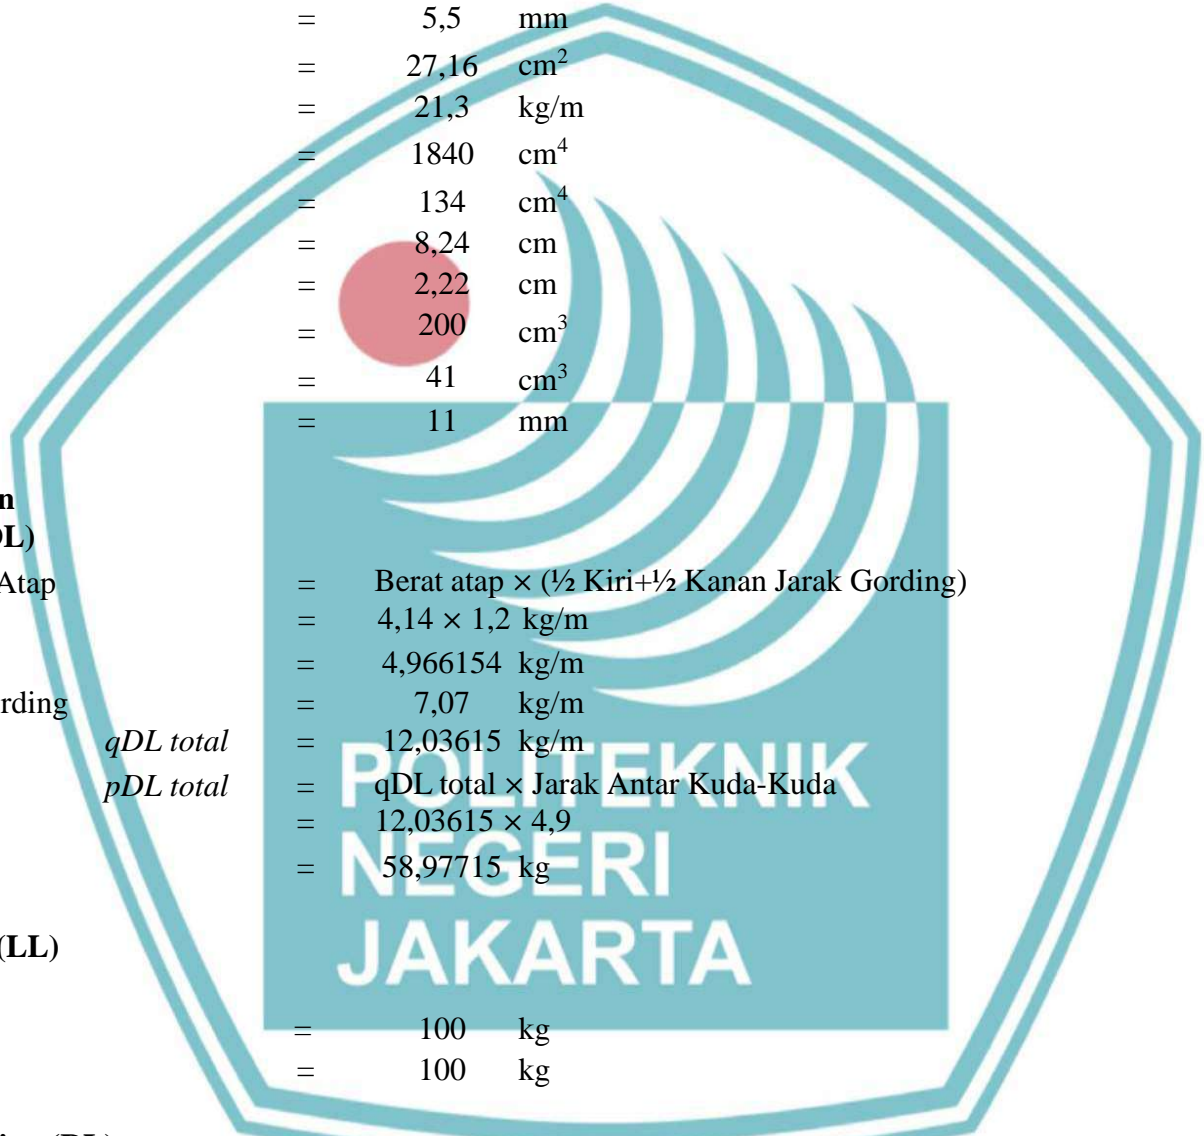 = 5,5 mm
= 27,16 cm²
= 21,3 kg/m
= 1840 cm⁴
= 134 cm⁴
= 8,24 cm
= 2,22 cm
= 200 cm³
= 41 cm³
= 11 mm
n
L)
Atap = Berat atap × (½ Kiri+½ Kanan Jarak Gording)
= 4,14 × 1,2 kg/m
= 4,966154 kg/m
rding = 7,07 kg/m
qDL total = 12,03615 kg/m
pDL total = qDL total × Jarak Antar Kuda-Kuda
= 12,03615 × 4,9
= 58,97715 kg
POLITEKNIK
NEGERI
JAKARTA
(LL)
= 100 kg
= 100 kg